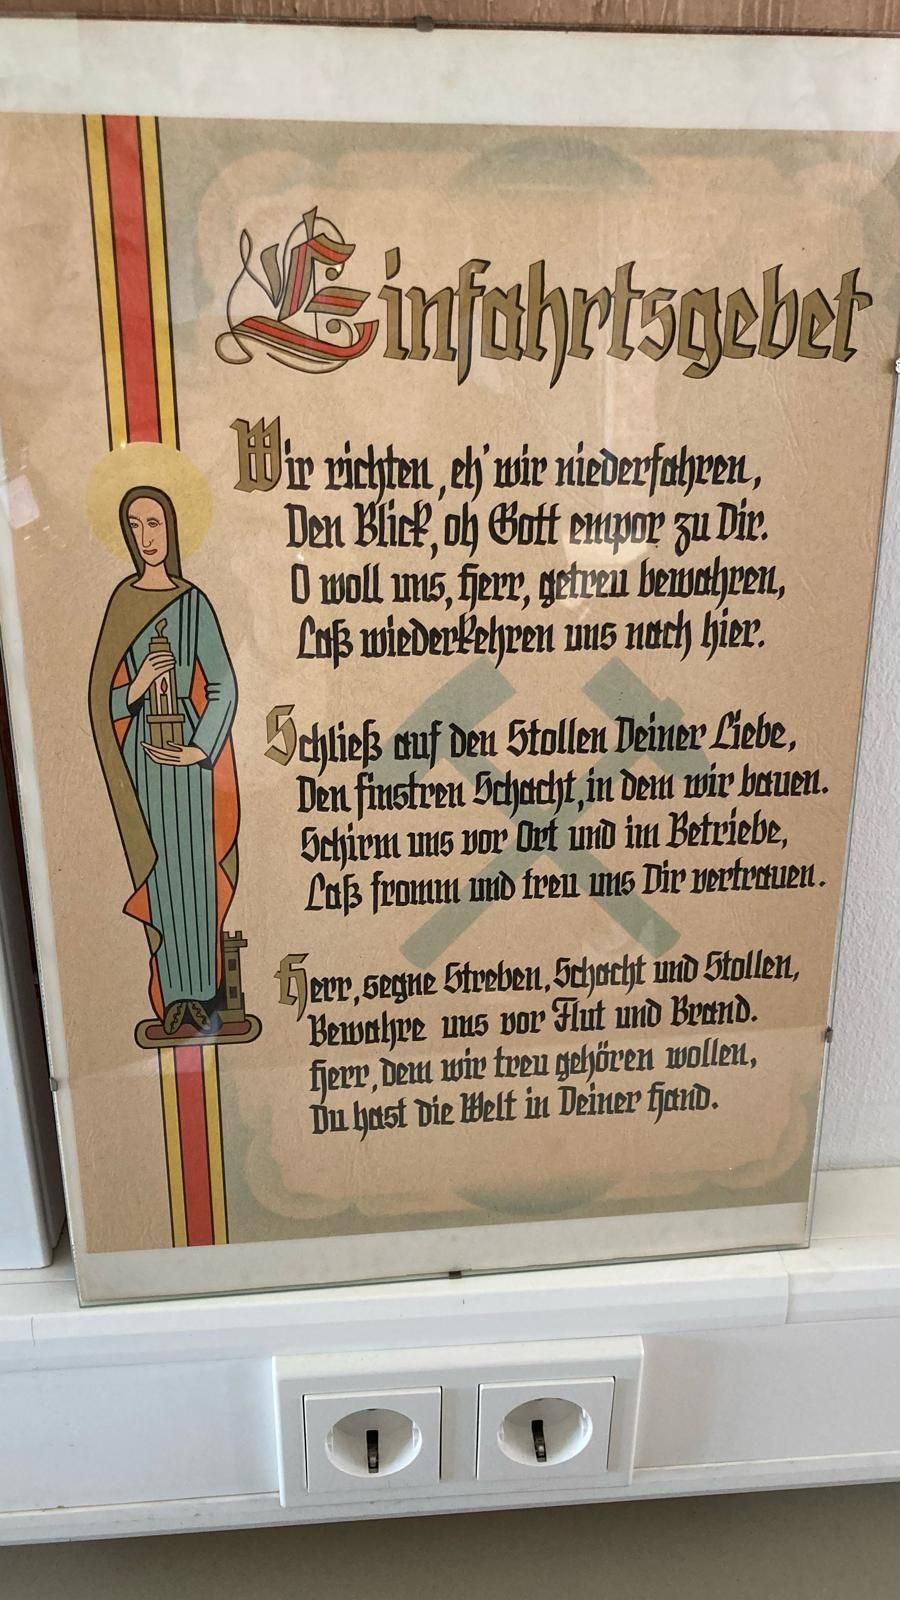 Einfahrtsgebet
Wir richten, eh' wir niederfahren,
Den Blick, oh Gott empor zu Dir.
O woll uns, Herr, getreu bewahren,
Laß wiederkehren uns nach hier.
Schließ auf den Stollen Deiner Liebe,
Den finstren Schacht, in dem wir bauen.
Schirm uns vor Ort und im Betriebe,
Laß fromm und treu uns Dir vertrauen.
Herr, segne Streben, Schacht und Stollen,
Bewahre uns vor Flut und Brand.
Herr, dem wir treu gehören wollen,
Du hast die Welt in Deiner Hand.